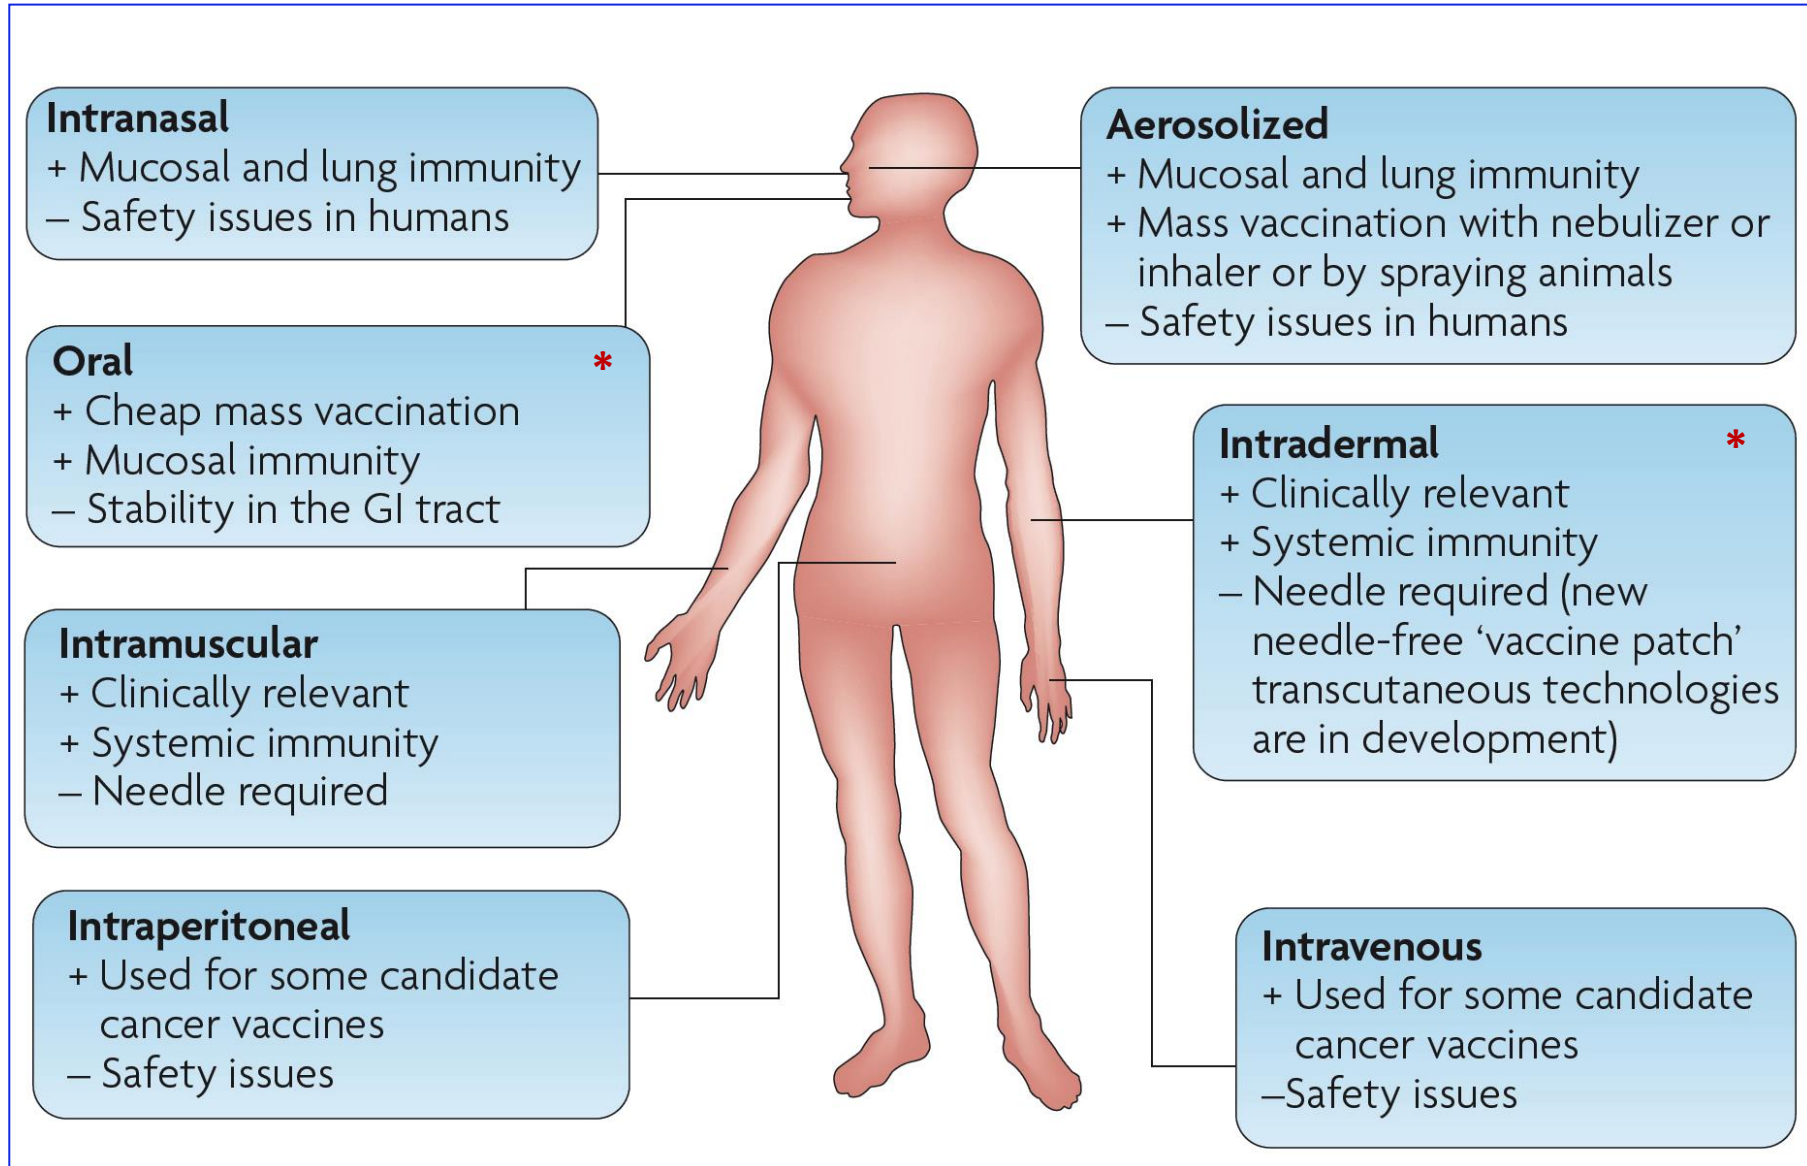 Intranasal
+ Mucosal and lung immunity
– Safety issues in humans
Oral *
+ Cheap mass vaccination
+ Mucosal immunity
– Stability in the GI tract
Intramuscular
+ Clinically relevant
+ Systemic immunity
– Needle required
Intraperitoneal
+ Used for some candidate
cancer vaccines
– Safety issues
Aerosolized
+ Mucosal and lung immunity
+ Mass vaccination with nebulizer or
inhaler or by spraying animals
– Safety issues in humans
Intradermal *
+ Clinically relevant
+ Systemic immunity
– Needle required (new
needle-free ‘vaccine patch’
transcutaneous technologies
are in development)
Intravenous
+ Used for some candidate
cancer vaccines
–Safety issues